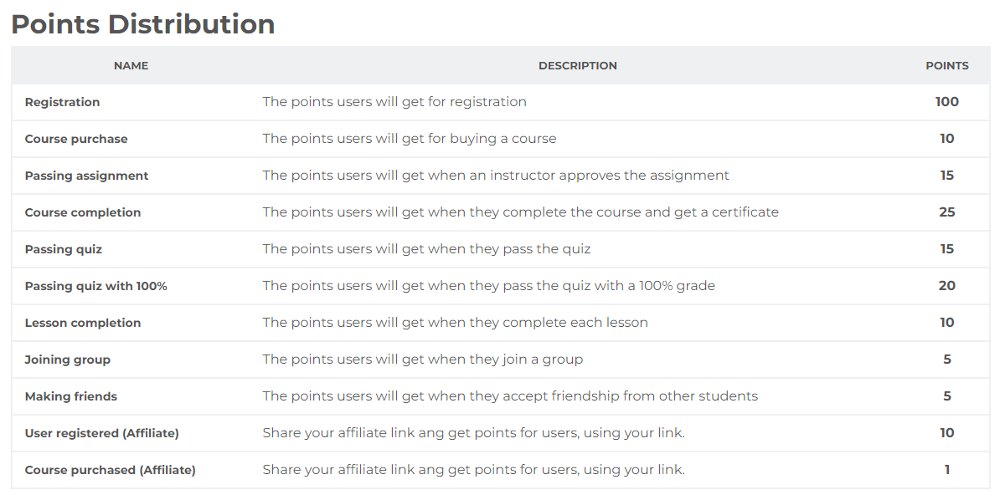 Points Distribution
NAME DESCRIPTION POINTS
Registration The points users will get for registration 100
Course purchase The points users will get for buying a course 10
Passing assignment The points users will get when an instructor approves the assignment 15
Course completion The points users will get when they complete the course and get a certificate 25
Passing quiz The points users will get when they pass the quiz 15
Passing quiz with 100% The points users will get when they pass the quiz with a 100% grade 20
Lesson completion The points users will get when they complete each lesson 10
Joining group The points users will get when they join a group 5
Making friends The points users will get when they accept friendship from other students 5
User registered (Affiliate) Share your affiliate link ang get points for users, using your link. 10
Course purchased (Affiliate) Share your affiliate link ang get points for users, using your link. 1